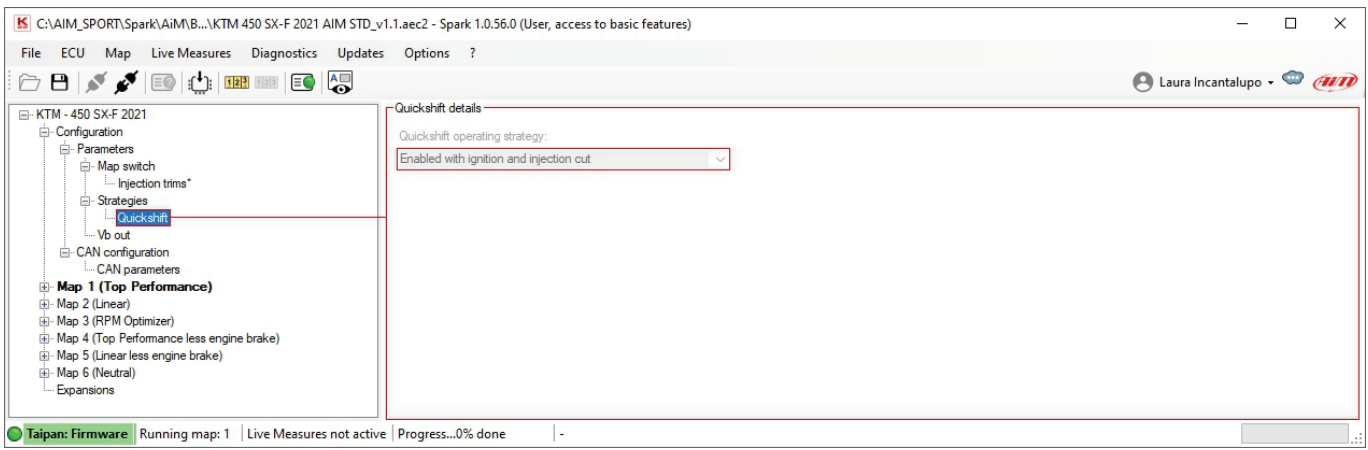 C:\AIM_SPORT\Spark\AiM\B...\KTM 450 SX-F 2021 AIM STD_v1.1.aec2 - Spark 1.0.56.0 (User, access to basic features)
File ECU Map Live Measures Diagnostics Updates Options ?
Laura Incantalupo
AiM
KTM - 450 SX-F 2021
Configuration
Parameters
Map switch
Injection trims*
Strategies
Quickshift
Vb out
CAN configuration
CAN parameters
Map 1 (Top Performance)
Map 2 (Linear)
Map 3 (RPM Optimizer)
Map 4 (Top Performance less engine brake)
Map 5 (Linear less engine brake)
Map 6 (Neutral)
Expansions
Quickshift details
Quickshift operating strategy:
Enabled with ignition and injection cut
Taipan: Firmware Running map: 1 Live Measures not active Progress...0% done -